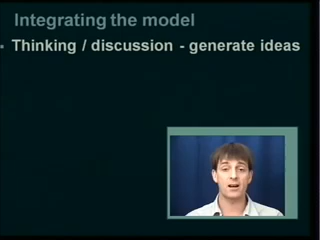 Integrating the model
Thinking / discussion - generate ideas